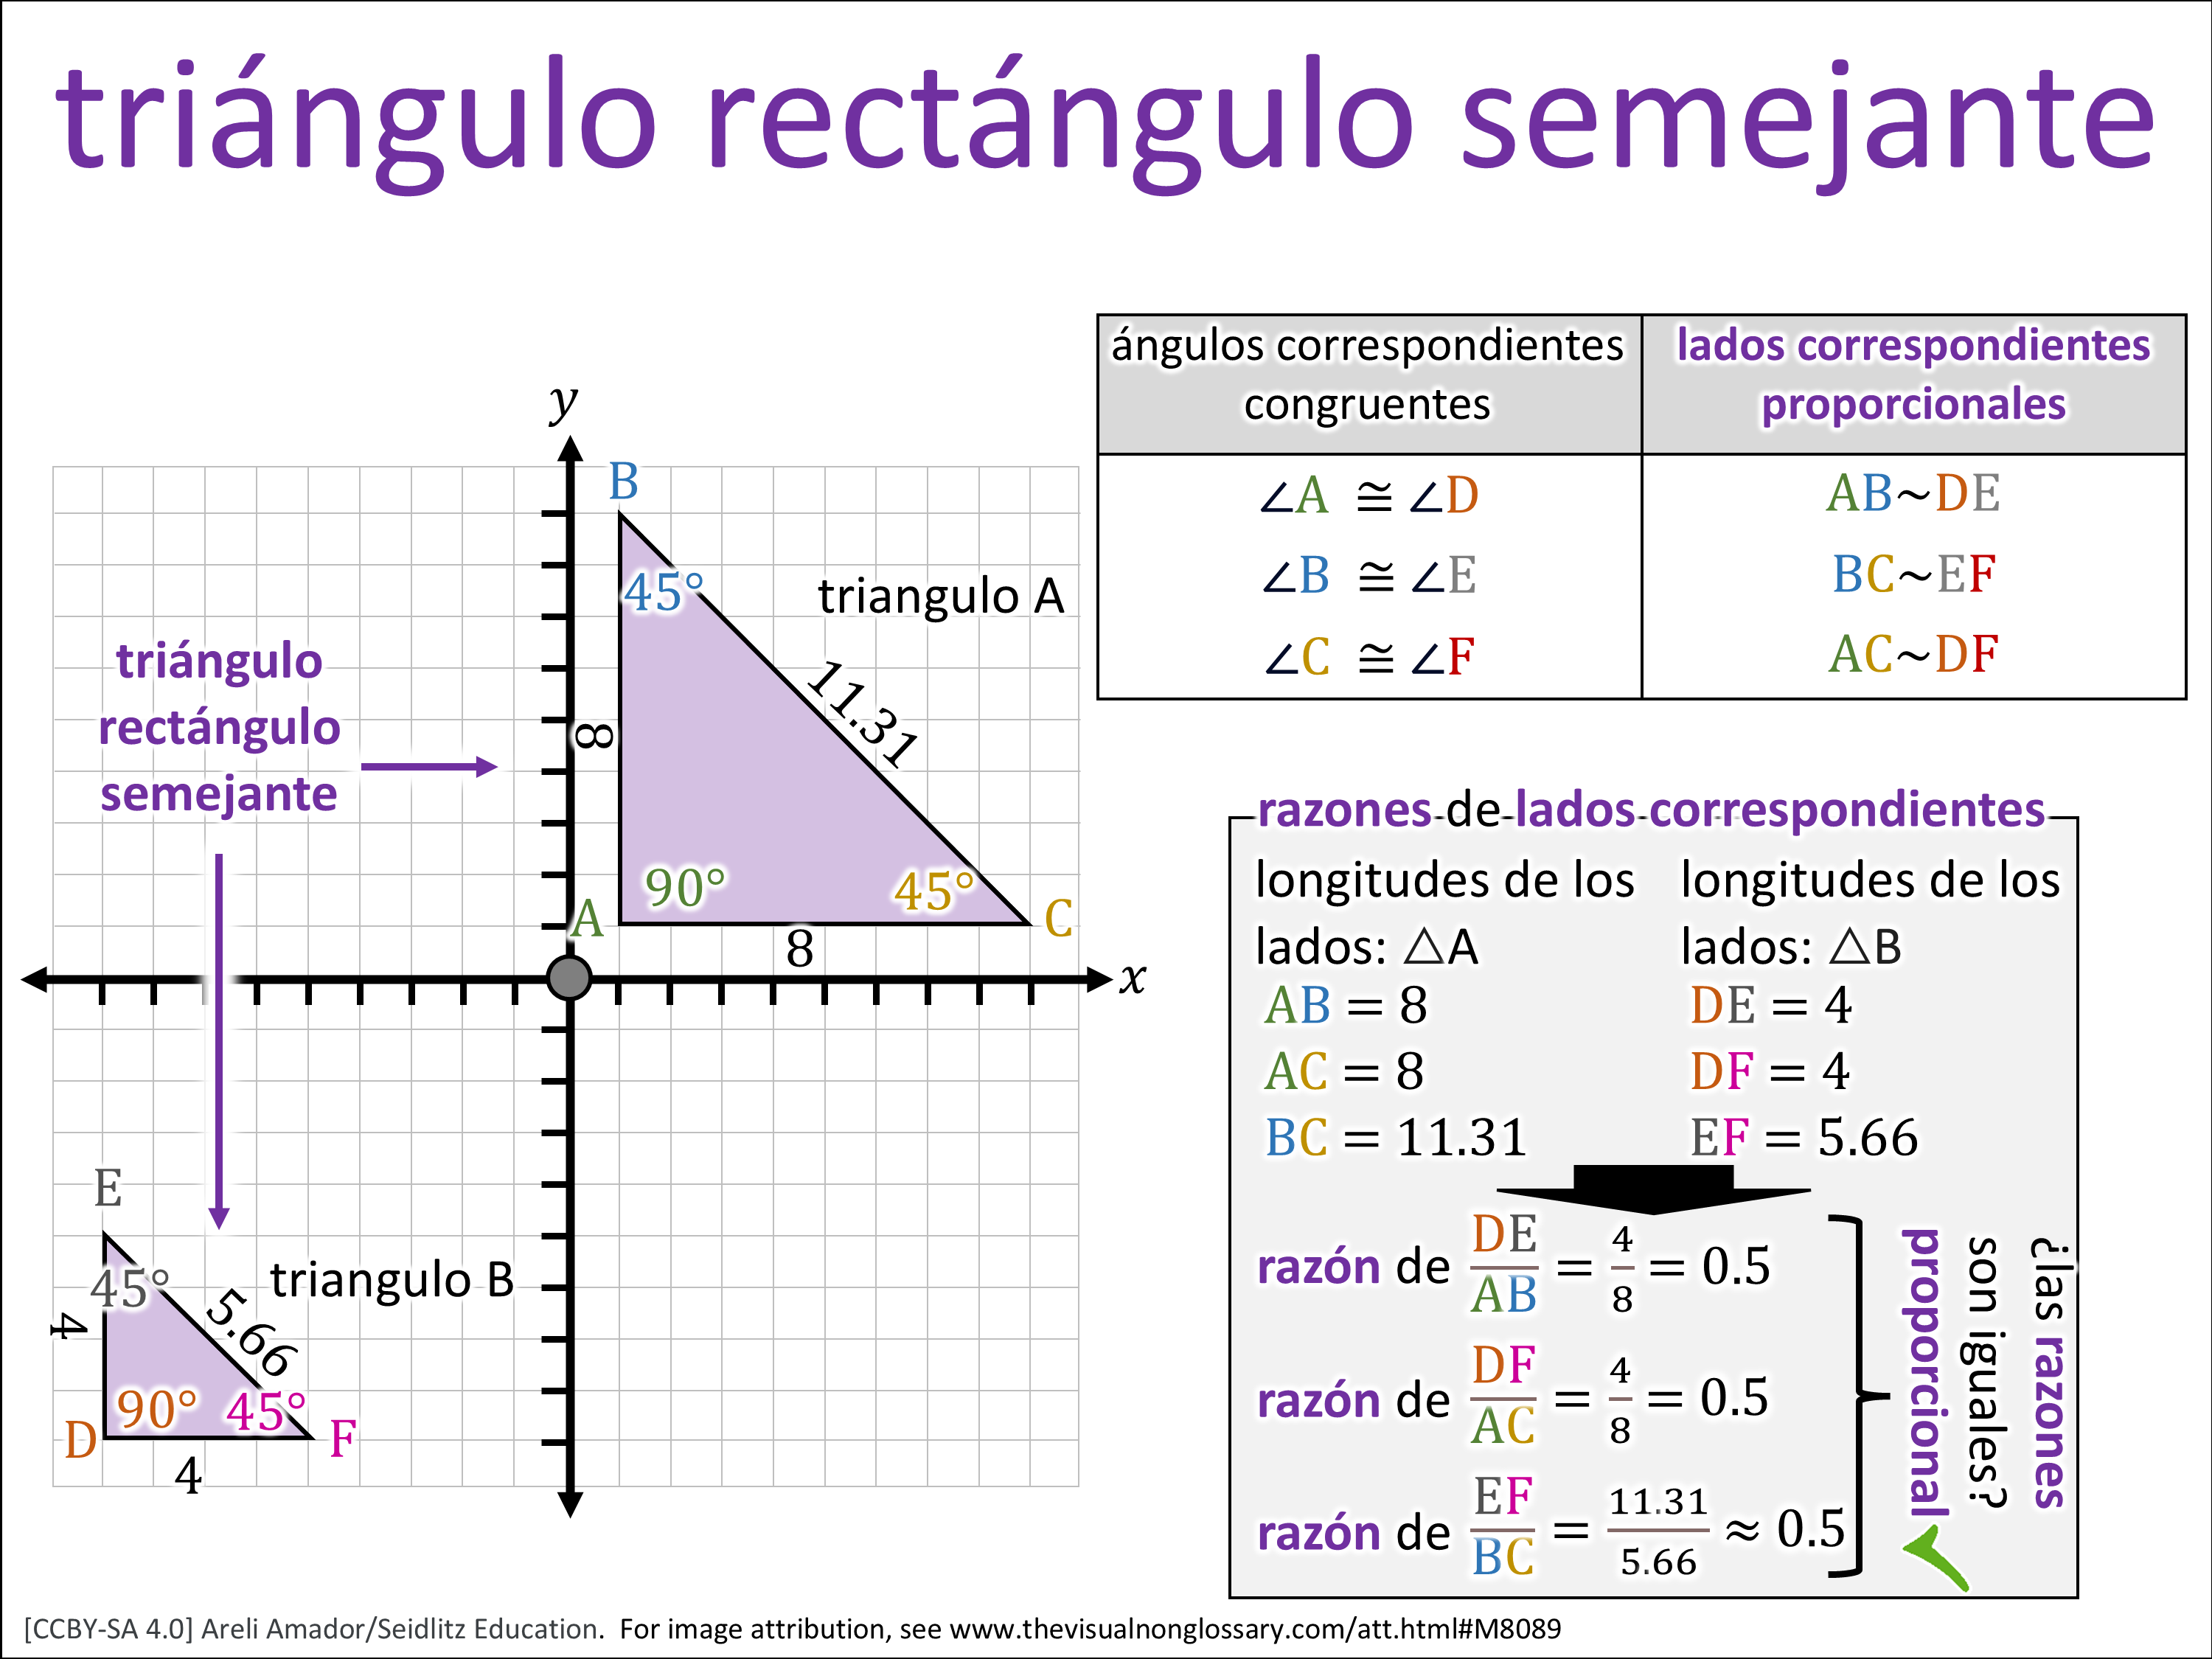 triángulo rectángulo semejante
ángulos correspondientes
congruentes
lados correspondientes
proporcionales
∠A ≅ ∠D
AB~DE
∠B ≅ ∠E
BC~EF
∠C ≅ ∠F
AC~DF
y
B
45°
triangulo A
triángulo
rectángulo
semejante
8
11.31
90°
45°
A
C
8
x
E
45°
triangulo B
4
5.66
90°
45°
D
F
4
razones de lados correspondientes
longitudes de los
lados: △A
AB = 8
AC = 8
BC = 11.31
longitudes de los
lados: △B
DE = 4
DF = 4
EF = 5.66
razón de DE/AB = 4/8 = 0.5
razón de DF/AC = 4/8 = 0.5
razón de EF/BC = 11.31/5.66 ≈ 0.5
¿las razones
son iguales?
proporcional
[CCBY-SA 4.0] Areli Amador/Seidlitz Education. For image attribution, see www.thevisualnonglossary.com/att.html#M8089